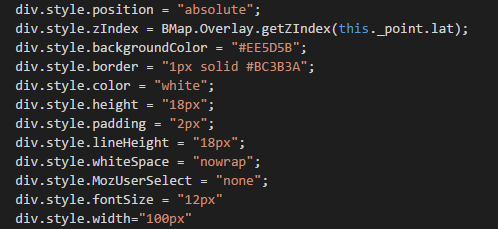 div.style.position = "absolute";
div.style.zIndex = BMap.Overlay.getZIndex(this._point.lat);
div.style.backgroundColor = "#EE5D5B";
div.style.border = "1px solid #BC3B3A";
div.style.color = "white";
div.style.height = "18px";
div.style.padding = "2px";
div.style.lineHeight = "18px";
div.style.whiteSpace = "nowrap";
div.style.MozUserSelect = "none";
div.style.fontSize = "12px"
div.style.width="100px"